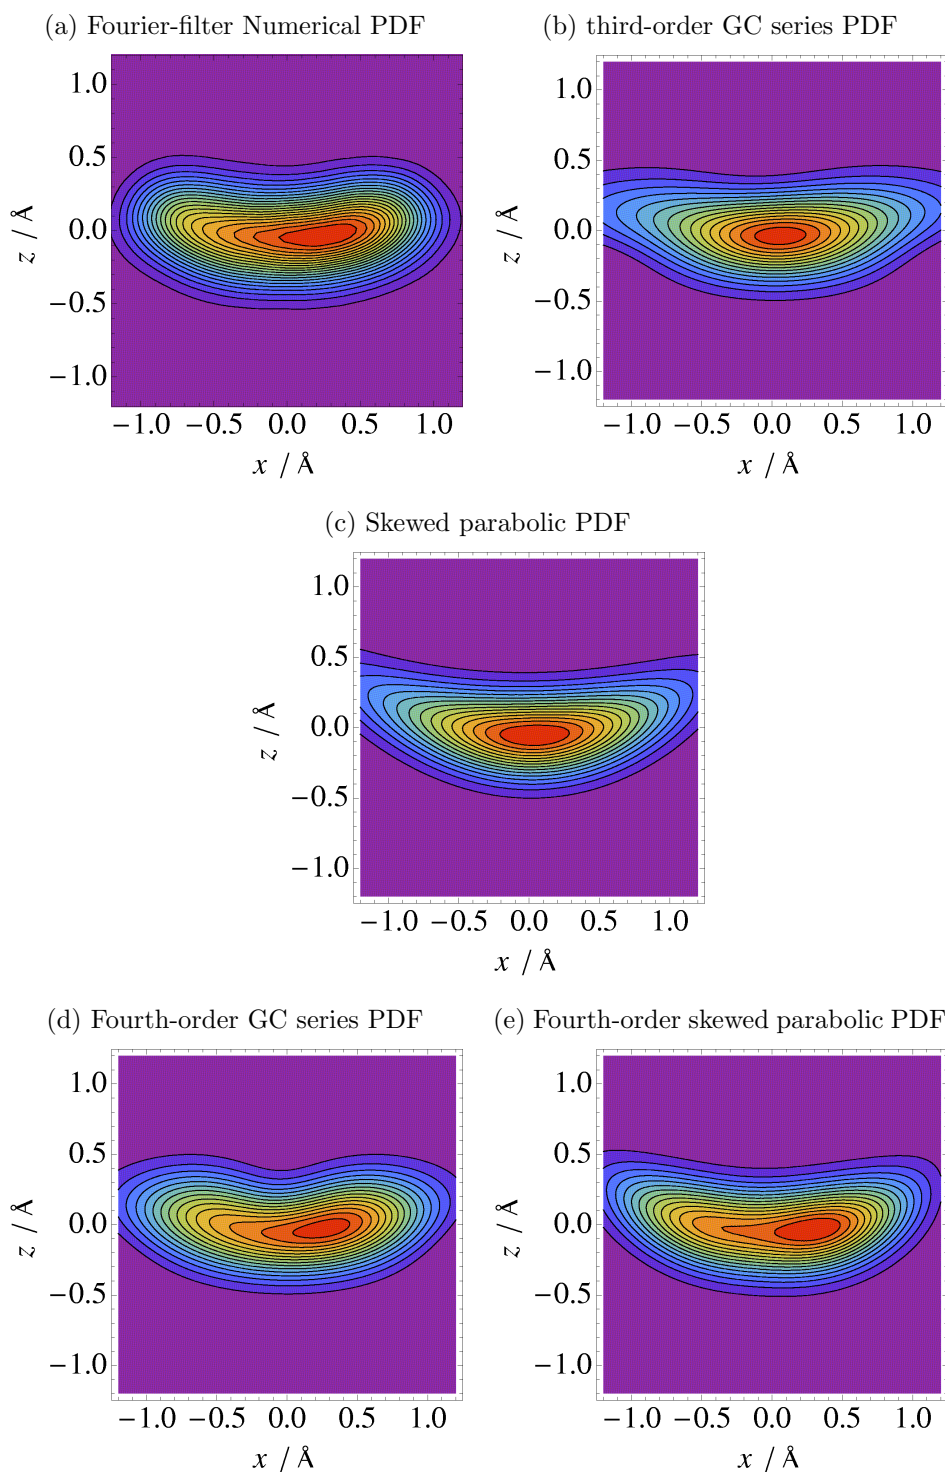 (a) Fourier-filter Numerical PDF
(b) third-order GC series PDF
1.0
0.5
0.0
−0.5
−1.0
z / Å
−1.0 −0.5 0.0 0.5 1.0
x / Å
1.0
0.5
0.0
−0.5
−1.0
z / Å
−1.0 −0.5 0.0 0.5 1.0
x / Å
(c) Skewed parabolic PDF
1.0
0.5
0.0
−0.5
−1.0
z / Å
−1.0 −0.5 0.0 0.5 1.0
x / Å
(d) Fourth-order GC series PDF
(e) Fourth-order skewed parabolic PDF
1.0
0.5
0.0
−0.5
−1.0
z / Å
−1.0 −0.5 0.0 0.5 1.0
x / Å
1.0
0.5
0.0
−0.5
−1.0
z / Å
−1.0 −0.5 0.0 0.5 1.0
x / Å